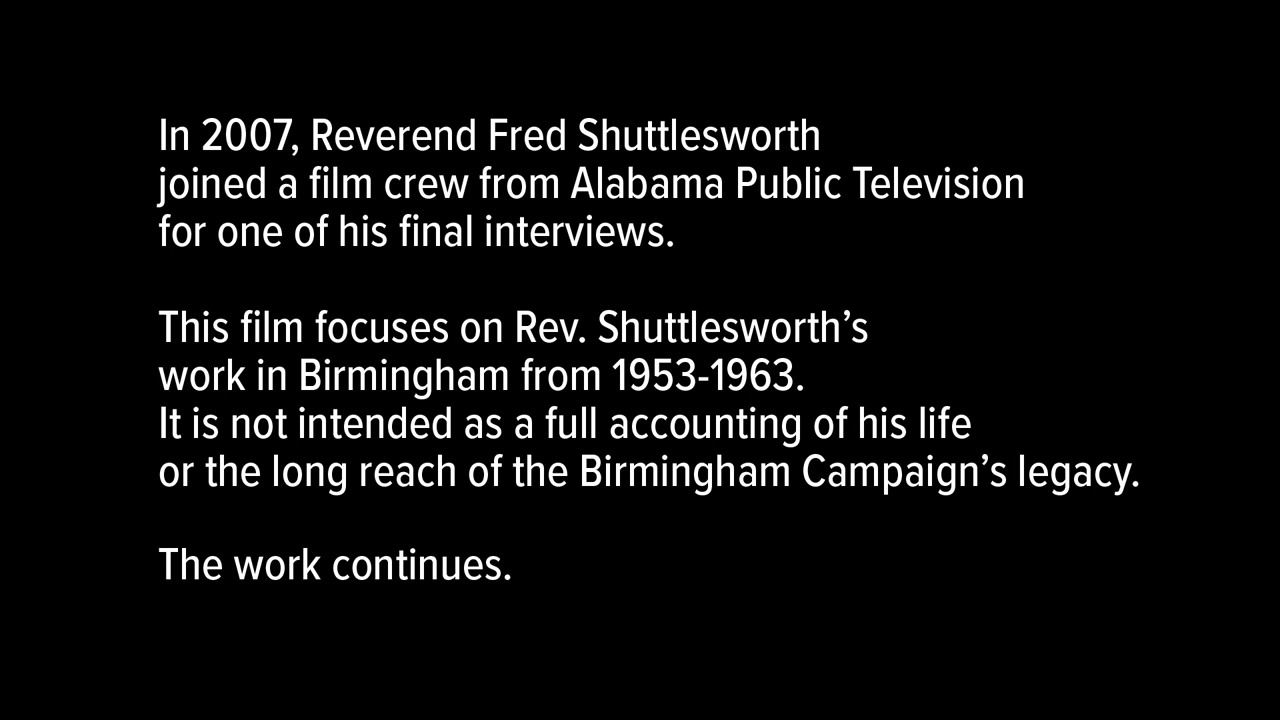 In 2007, Reverend Fred Shuttlesworth
joined a film crew from Alabama Public Television
for one of his final interviews.
This film focuses on Rev. Shuttlesworth’s
work in Birmingham from 1953-1963.
It is not intended as a full accounting of his life
or the long reach of the Birmingham Campaign’s legacy.
The work continues.